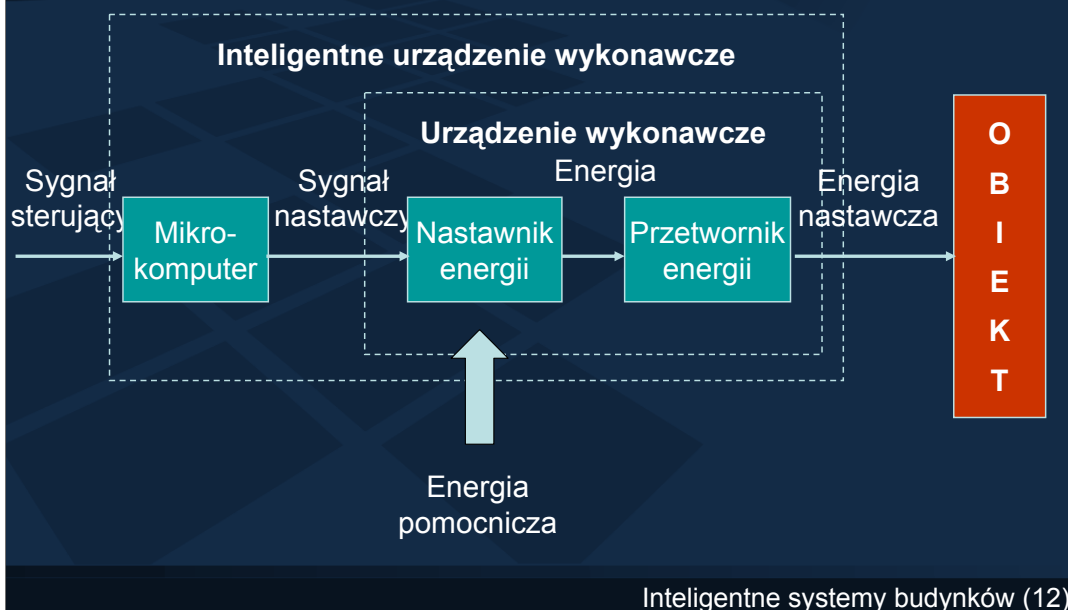 Inteligentne urządzenie wykonawcze
Urządzenie wykonawcze
Energia
Sygnał
sterujący
Mikro-
komputer
Sygnał
nastawczy
Nastawnik
energii
Przetwornik
energii
Energia
nastawcza
O
B
I
E
K
T
Energia
pomocnicza
Inteligentne systemy budynków (12)